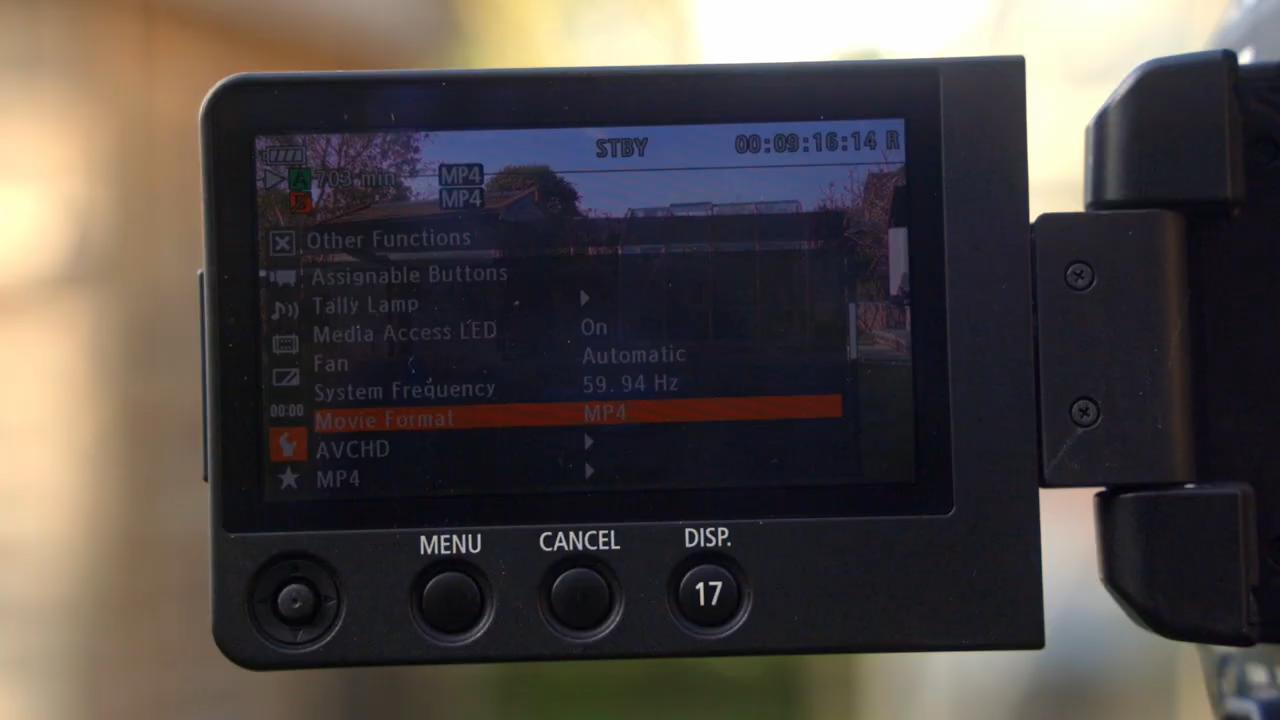 STBY 00:09:16:14 R
A 703 min MP4
B MP4
Other Functions
Assignable Buttons
Tally Lamp
Media Access LED On
Fan Automatic
System Frequency 59.94 Hz
00:00 Movie Format MP4
AVCHD
MP4
MENU CANCEL DISP.
17